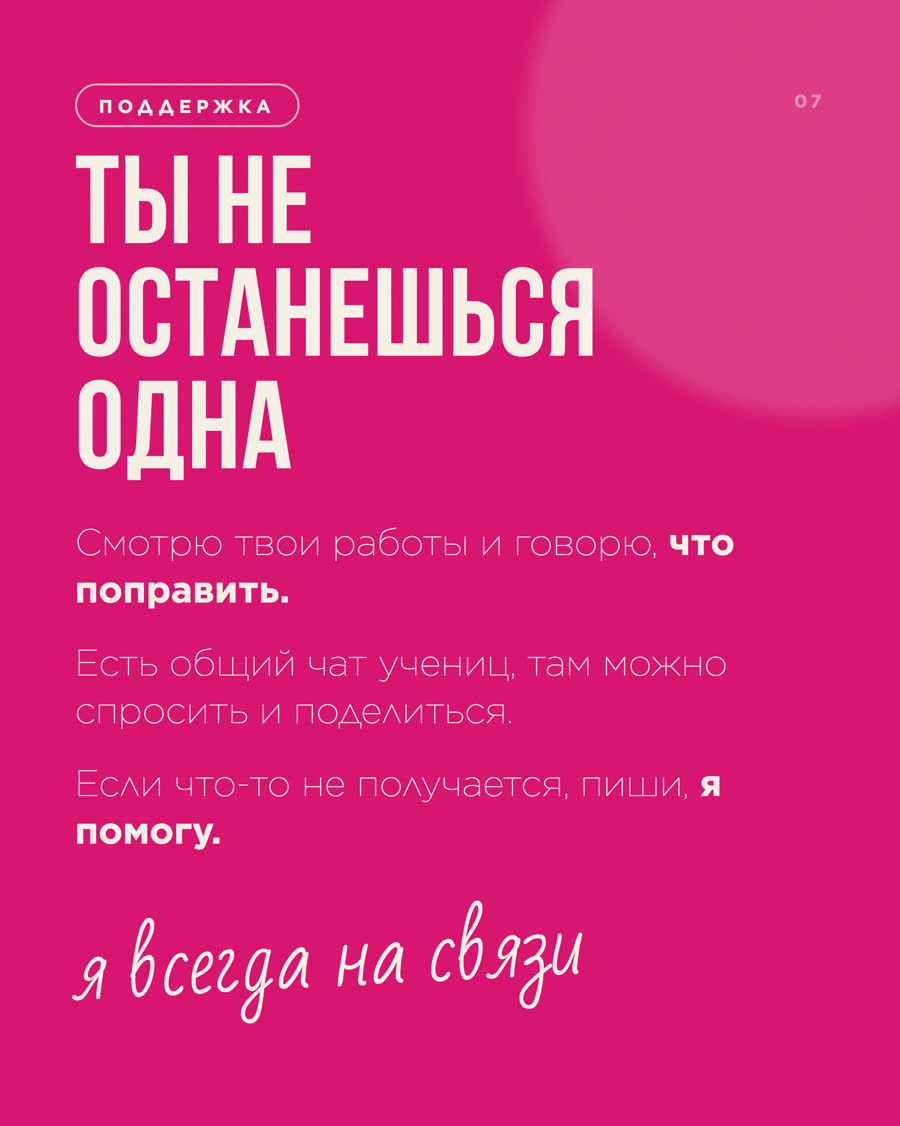 ПОДДЕРЖКА
07
ТЫ НЕ
ОСТАНЕШЬСЯ
ОДНА
Смотрю твои работы и говорю, что
поправить.
Есть общий чат учениц, там можно
спросить и поделиться.
Если что-то не получается, пиши, я
помогу.
я всегда на связи